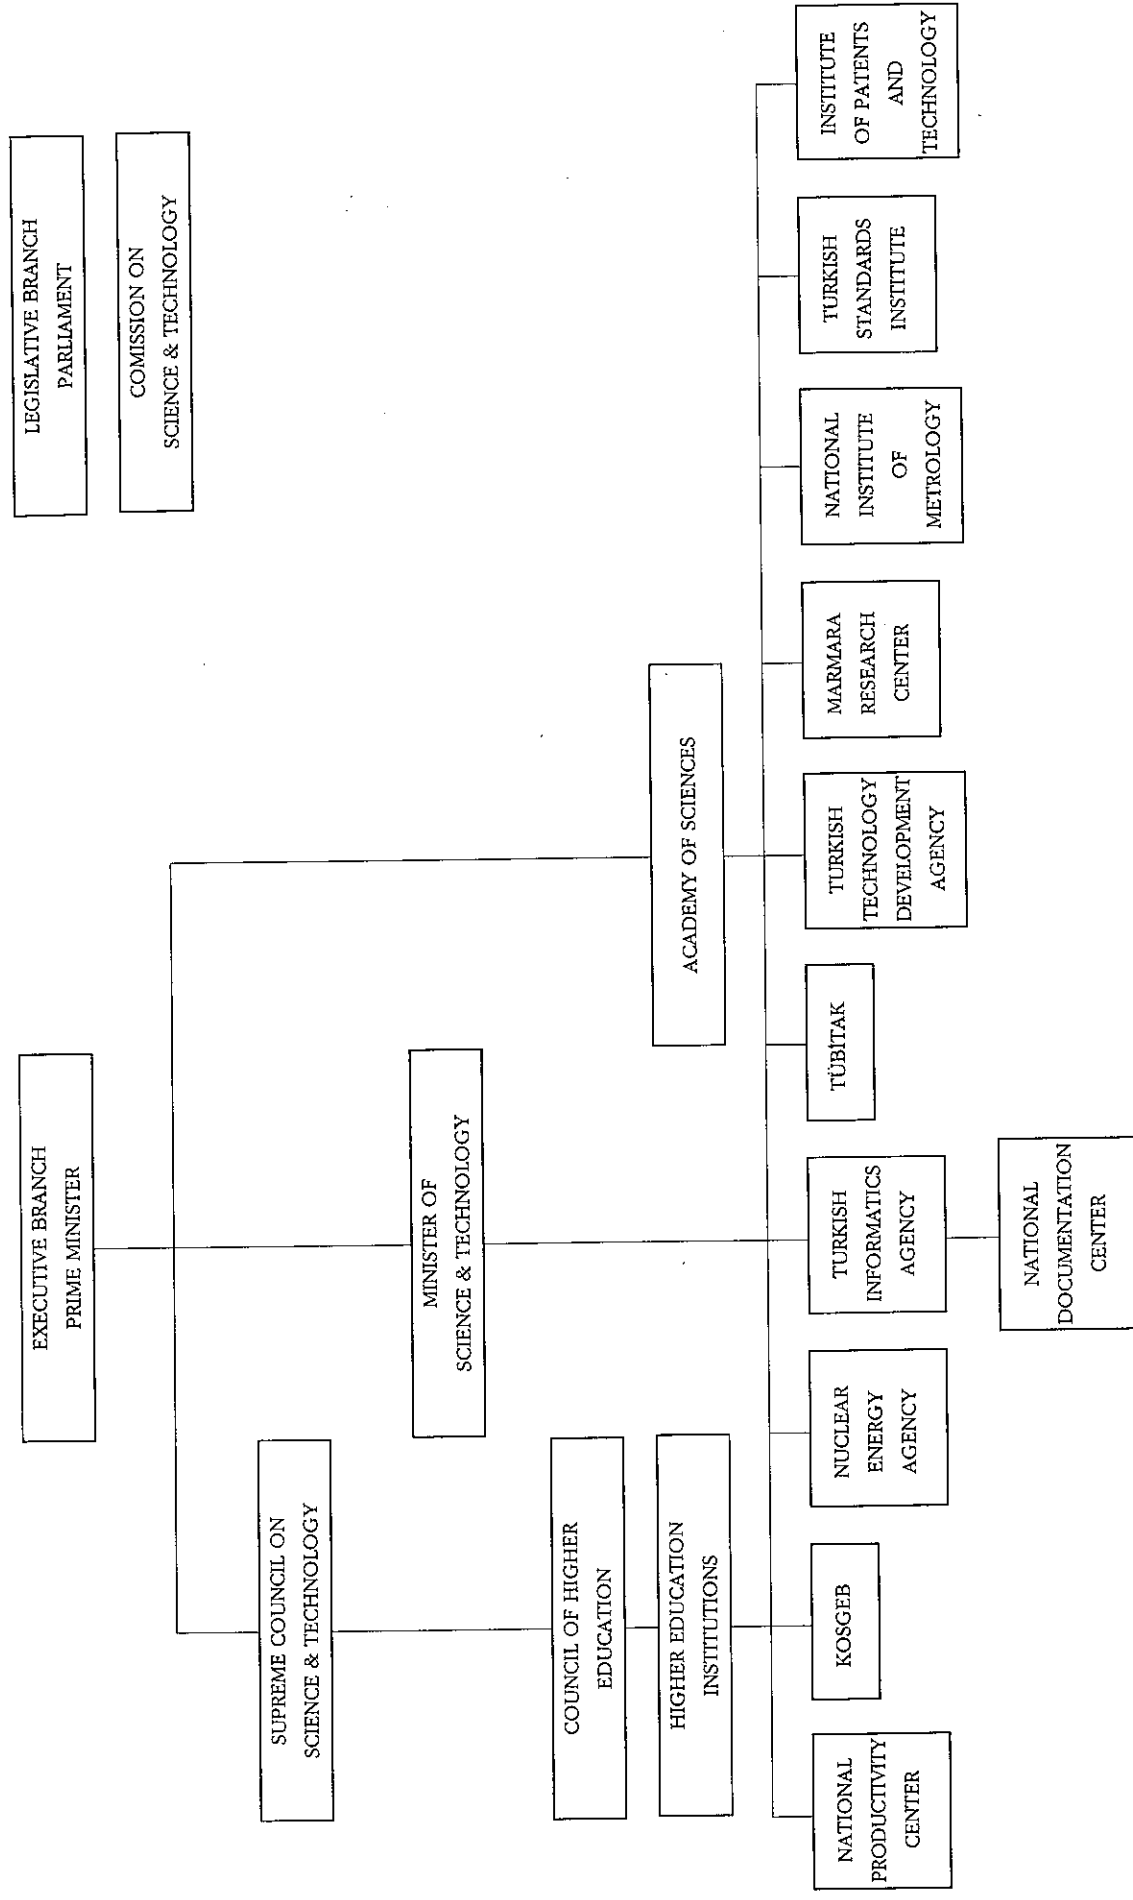 EXECUTIVE BRANCH
PRIME MINISTER
LEGISLATIVE BRANCH
PARLIAMENT
COMISSION ON
SCIENCE & TECHNOLOGY
SUPREME COUNCIL ON
SCIENCE & TECHNOLOGY
MINISTER OF
SCIENCE & TECHNOLOGY
COUNCIL OF HIGHER
EDUCATION
HIGHER EDUCATION
INSTITUTIONS
ACADEMY OF SCIENCES
NATIONAL
PRODUCTIVITY
CENTER
KOSGEB
NUCLEAR
ENERGY
AGENCY
TURKISH
INFORMATICS
AGENCY
TÜBİTAK
TURKISH
TECHNOLOGY
DEVELOPMENT
AGENCY
MARMARA
RESEARCH
CENTER
NATIONAL
INSTITUTE
OF
METROLOGY
TURKISH
STANDARDS
INSTITUTE
INSTITUTE
OF PATENTS
AND
TECHNOLOGY
NATIONAL
DOCUMENTATION
CENTER